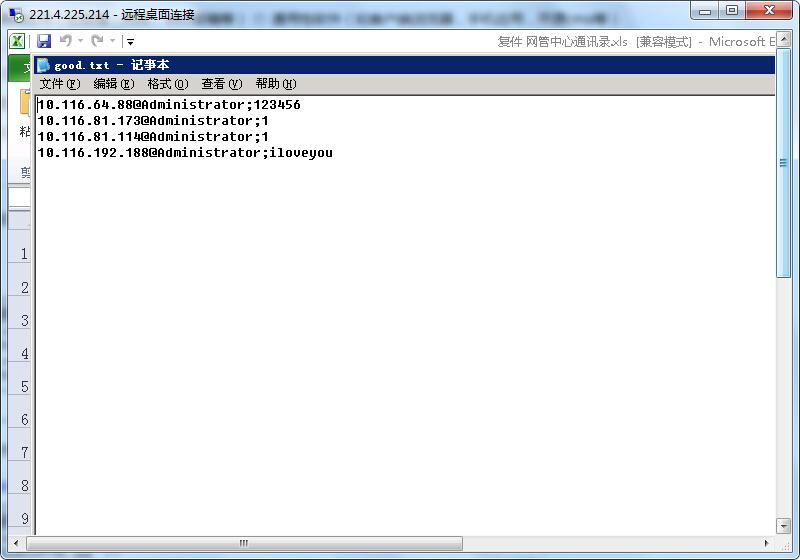 221.4.225.214 - 远程桌面连接
复件 网管中心通讯录.xls [兼容模式] - Microsoft E
good.txt - 记事本
文件(F) 编辑(E) 格式(O) 查看(V) 帮助(H)
10.116.64.88@Administrator;123456
10.116.81.173@Administrator;1
10.116.81.114@Administrator;1
10.116.192.188@Administrator;iloveyou
1
2
3
4
5
6
7
8
9